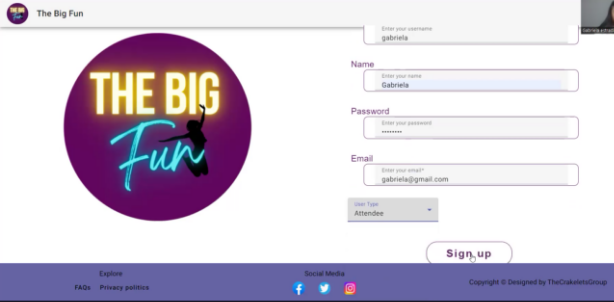 The Big Fun
Enter your username
gabriela
THE BIG
Fun
Name
Enter your name
Gabriela
Password
Enter your password
••••••••
Email
Enter your email*
gabriela@gmail.com
User Type
Attendee
Sign up
Explore
FAQs Privacy politics
Social Media
Copyright © Designed by TheCrakeletsGroup